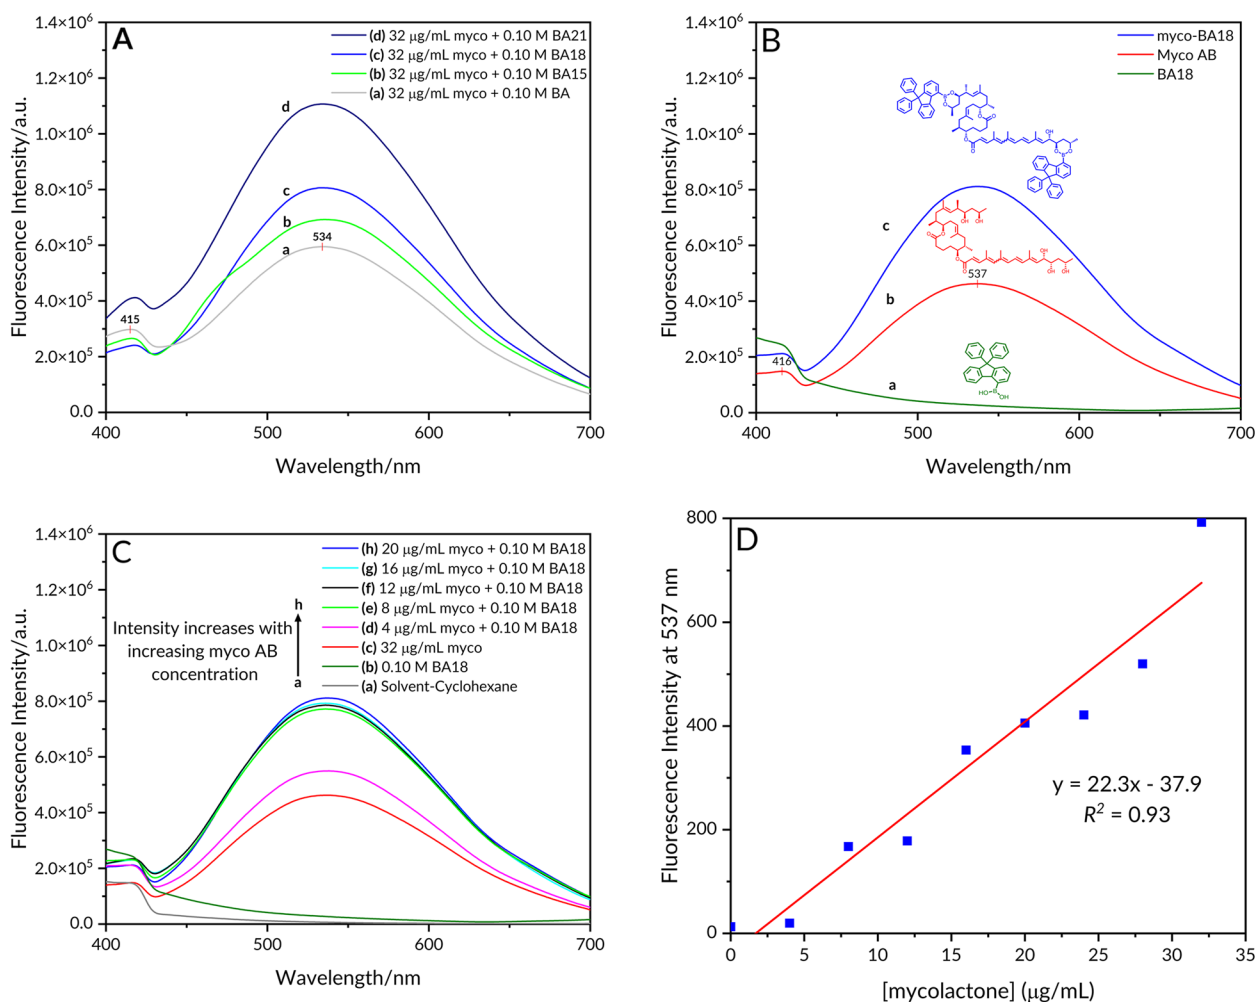 A
(d) 32 µg/mL myco + 0.10 M BA21
(c) 32 µg/mL myco + 0.10 M BA18
(b) 32 µg/mL myco + 0.10 M BA15
(a) 32 µg/mL myco + 0.10 M BA
Fluorescence Intensity/a.u.
1.4×10⁶
1.2×10⁶
1.0×10⁶
8.0×10⁵
6.0×10⁵
4.0×10⁵
2.0×10⁵
0.0
d
c
b
a
534
415
400 500 600 700
Wavelength/nm
B
myco-BA18
Myco AB
BA18
Fluorescence Intensity/a.u.
1.4×10⁶
1.2×10⁶
1.0×10⁶
8.0×10⁵
6.0×10⁵
4.0×10⁵
2.0×10⁵
0.0
c
b
a
537
416
400 500 600 700
Wavelength/nm
C
(h) 20 µg/mL myco + 0.10 M BA18
(g) 16 µg/mL myco + 0.10 M BA18
(f) 12 µg/mL myco + 0.10 M BA18
(e) 8 µg/mL myco + 0.10 M BA18
(d) 4 µg/mL myco + 0.10 M BA18
(c) 32 µg/mL myco
(b) 0.10 M BA18
(a) Solvent-Cyclohexane
h
Intensity increases with
increasing myco AB
concentration
a
Fluorescence Intensity/a.u.
1.4×10⁶
1.2×10⁶
1.0×10⁶
8.0×10⁵
6.0×10⁵
4.0×10⁵
2.0×10⁵
0.0
400 500 600 700
Wavelength/nm
D
Fluorescence Intensity at 537 nm
800
600
400
200
0
y = 22.3x - 37.9
R² = 0.93
0 5 10 15 20 25 30 35
[mycolactone] (µg/mL)